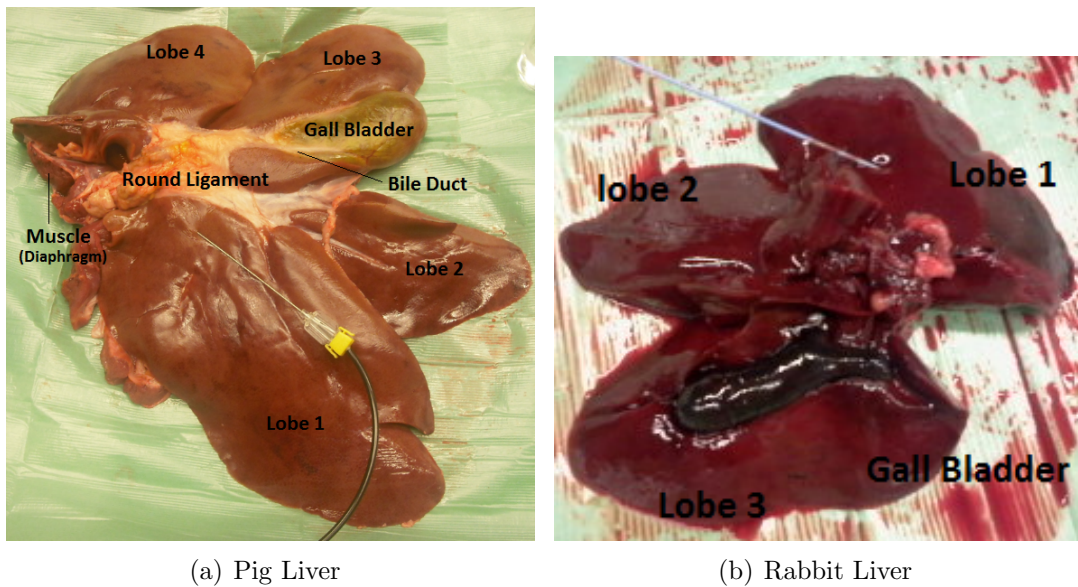 Lobe 4
Lobe 3
Gall Bladder
Round Ligament
Bile Duct
Muscle
(Diaphragm)
Lobe 2
Lobe 1
lobe 2
Lobe 1
Gall Bladder
Lobe 3
(a) Pig Liver
(b) Rabbit Liver